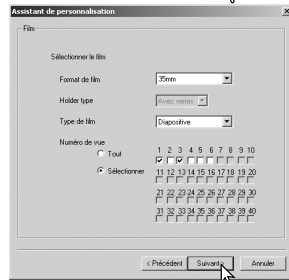 Assistant de personnalisation
Film
Sélectionner le film
Format de film 35mm
Holder type Avec verres
Type de film Diapositive
Numéro de vue
Tout
Sélectionner
1 2 3 4 5 6 7 8 9 10
11 12 13 14 15 16 17 18 19 20
21 22 23 24 25 26 27 28 29 30
31 32 33 34 35 36 37 38 39 40
< Précédent Suivant > Annuler